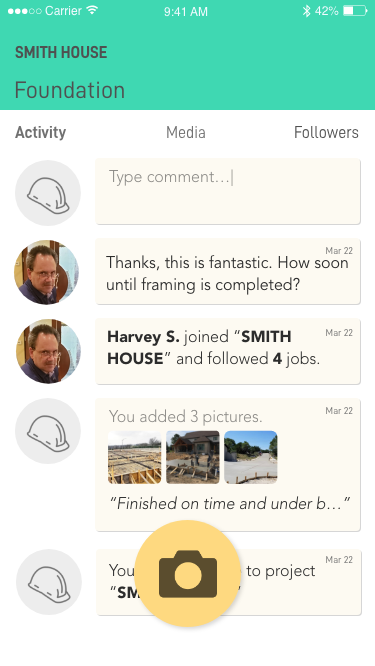 Carrier 9:41 AM 42%
SMITH HOUSE
Foundation
Activity Media Followers
Type comment...|
Mar 22
Thanks, this is fantastic. How soon
until framing is completed?
Mar 22
Harvey S. joined “SMITH
HOUSE” and followed 4 jobs.
Mar 22
You added 3 pictures.
“Finished on time and under b...”
Mar 22
You to project
“SM ”